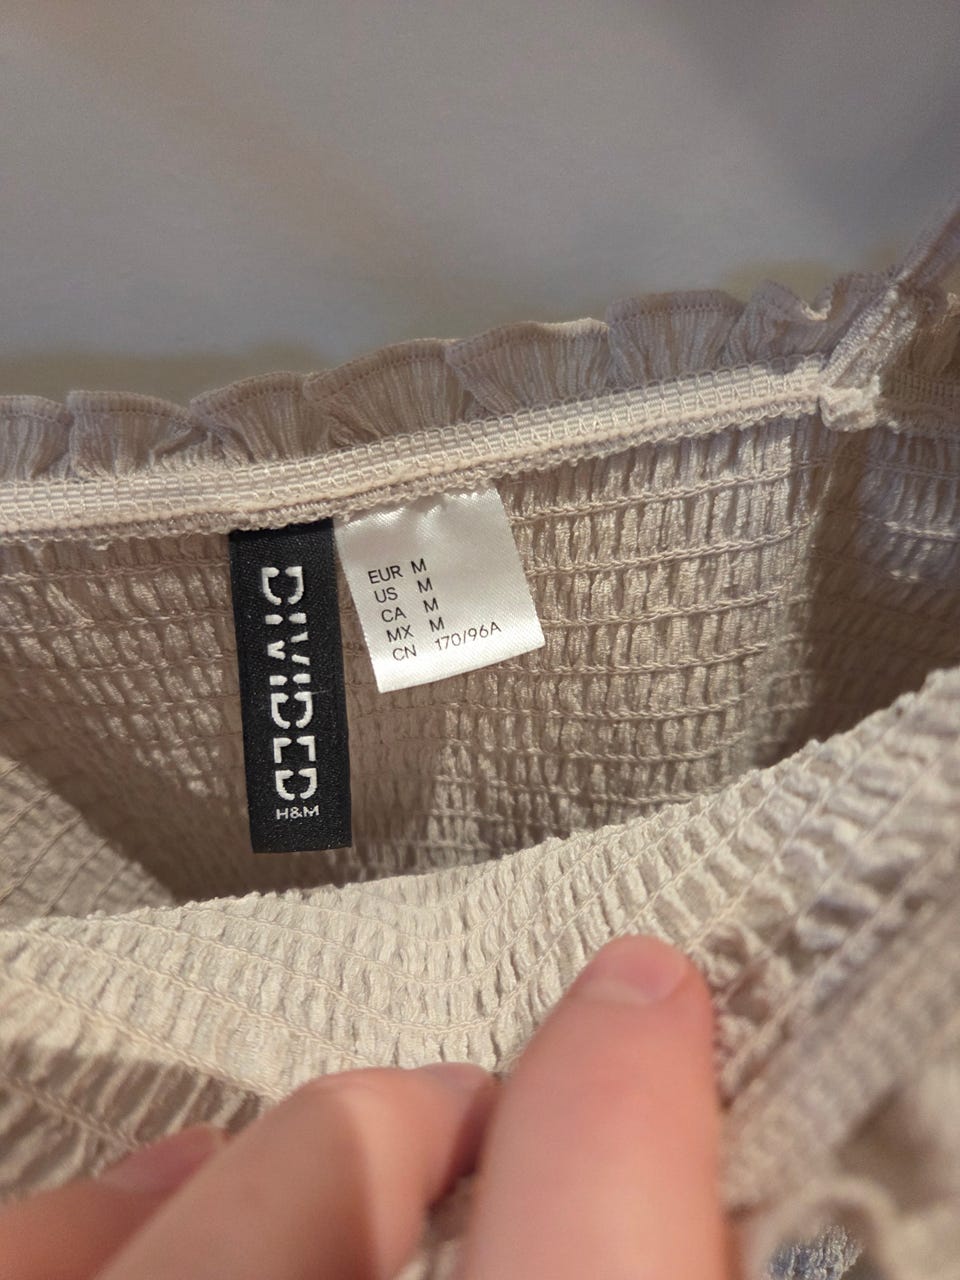 DIVIDED
H&M
EUR M
US M
CA M
MX M
CN 170/96A